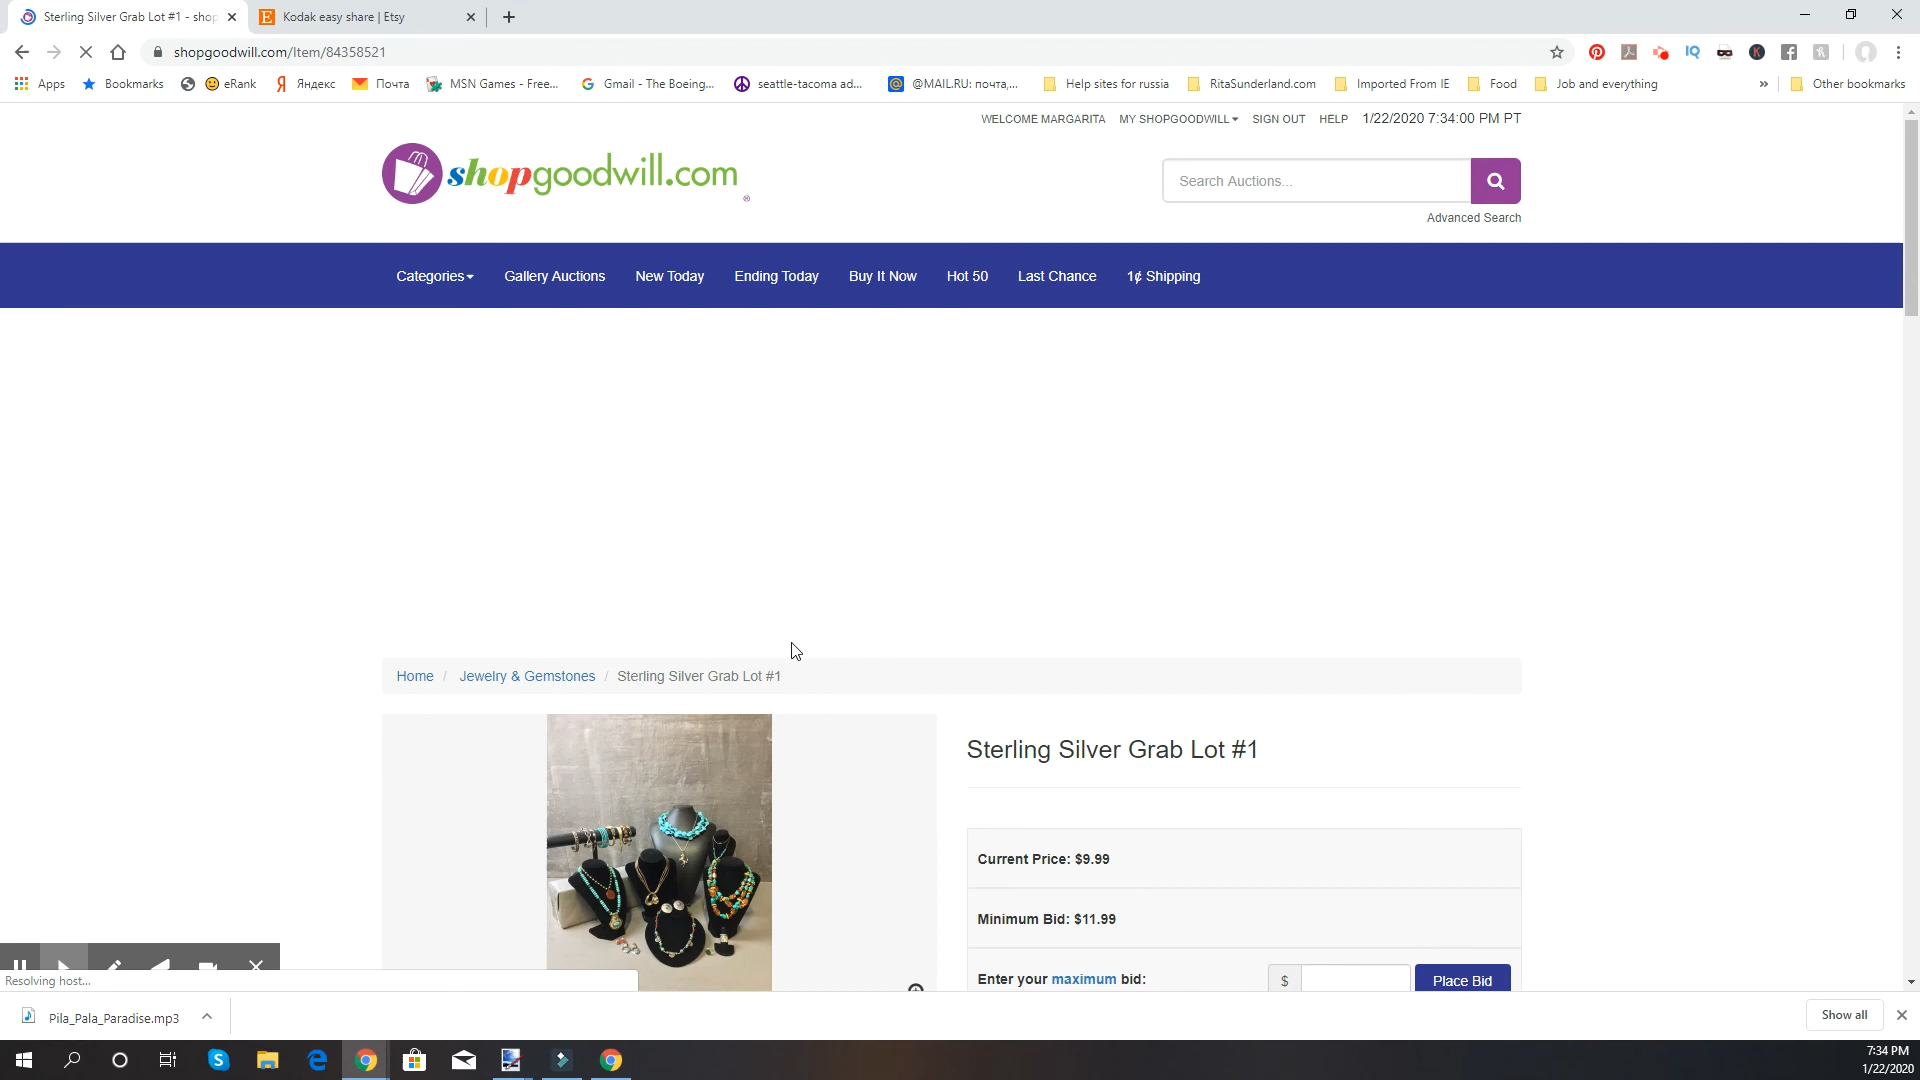 Sterling Silver Grab Lot #1 - shop
Kodak easy share | Etsy
shopgoodwill.com/Item/84358521
Apps
Bookmarks
eRank
Яндекс
Почта
MSN Games - Free...
Gmail - The Boeing...
seattle-tacoma ad...
@MAIL.RU: почта,...
Help sites for russia
RitaSunderland.com
Imported From IE
Food
Job and everything
»
Other bookmarks
WELCOME MARGARITA
MY SHOPGOODWILL
SIGN OUT
HELP
1/22/2020 7:34:00 PM PT
shopgoodwill.com®
Search Auctions...
Advanced Search
Categories
Gallery Auctions
New Today
Ending Today
Buy It Now
Hot 50
Last Chance
1¢ Shipping
Home / Jewelry & Gemstones / Sterling Silver Grab Lot #1
Sterling Silver Grab Lot #1
Current Price: $9.99
Minimum Bid: $11.99
Enter your maximum bid:
$
Place Bid
Resolving host...
Pila_Pala_Paradise.mp3
Show all
7:34 PM
1/22/2020